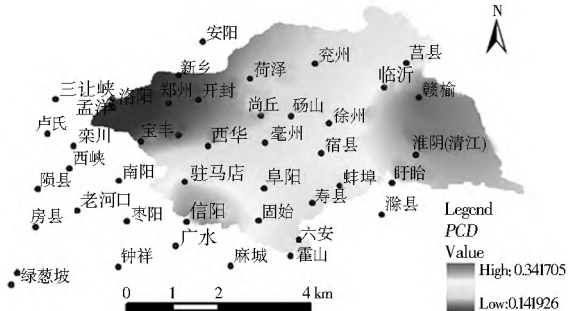 安阳
N
新乡
菏泽
兖州
莒县
三让峡
洛阳
郑州
开封
临沂
赣榆
孟津
尚丘
砀山
徐州
卢氏
栾川
宝丰
西华
亳州
宿县
淮阴(清江)
西峡
陨县
南阳
驻马店
阜阳
蚌埠
盱眙
寿县
滁县
老河口
枣阳
信阳
固始
房县
广水
六安
钟祥
麻城
霍山
绿葱坡
Legend
PCD
Value
High: 0.341705
Low: 0.141926
0 1 2 4 km